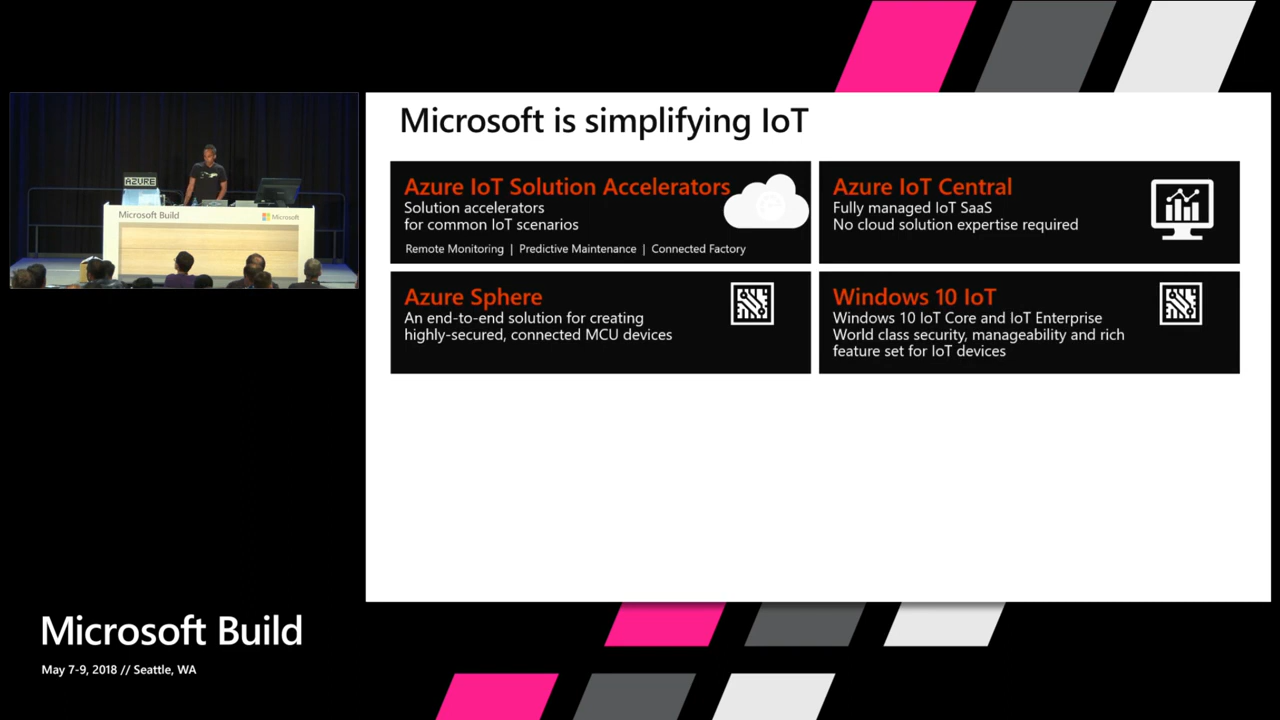 Microsoft is simplifying IoT
Azure IoT Solution Accelerators
Solution accelerators
for common IoT scenarios
Remote Monitoring | Predictive Maintenance | Connected Factory
Azure IoT Central
Fully managed IoT SaaS
No cloud solution expertise required
Azure Sphere
An end-to-end solution for creating
highly-secured, connected MCU devices
Windows 10 IoT
Windows 10 IoT Core and IoT Enterprise
World class security, manageability and rich
feature set for IoT devices
AZURE
Microsoft Build
Microsoft
Microsoft Build
May 7-9, 2018 // Seattle, WA